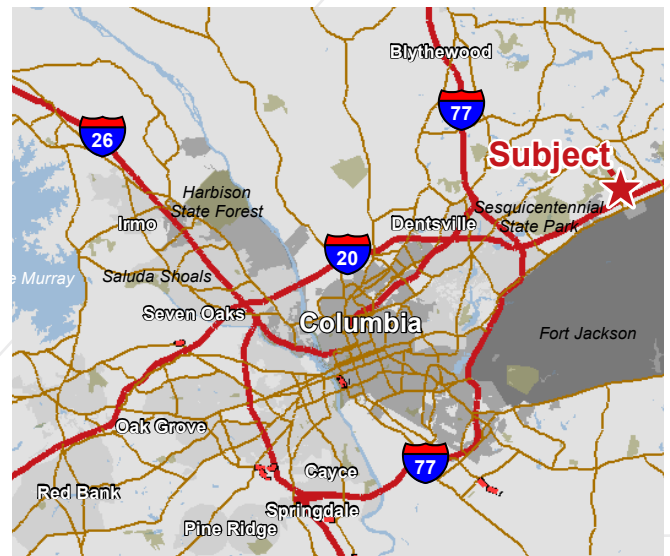 Blythewood
77
26
Subject
Harbison
State Forest
Sesquicentennial
State Park
Irmo
Dentsville
20
e Murray
Saluda Shoals
Seven Oaks
Columbia
Fort Jackson
Oak Grove
77
Cayce
Red Bank
Springdale
Pine Ridge